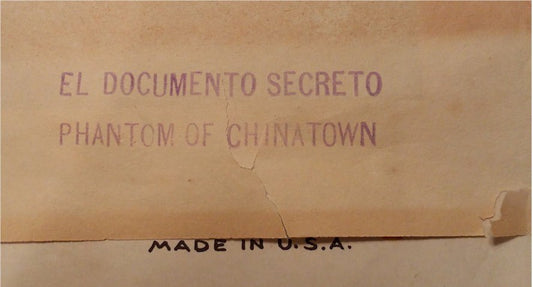 EL DOCUMENTO SECRETO
PHANTOM OF CHINATOWN
MADE IN U.S.A.